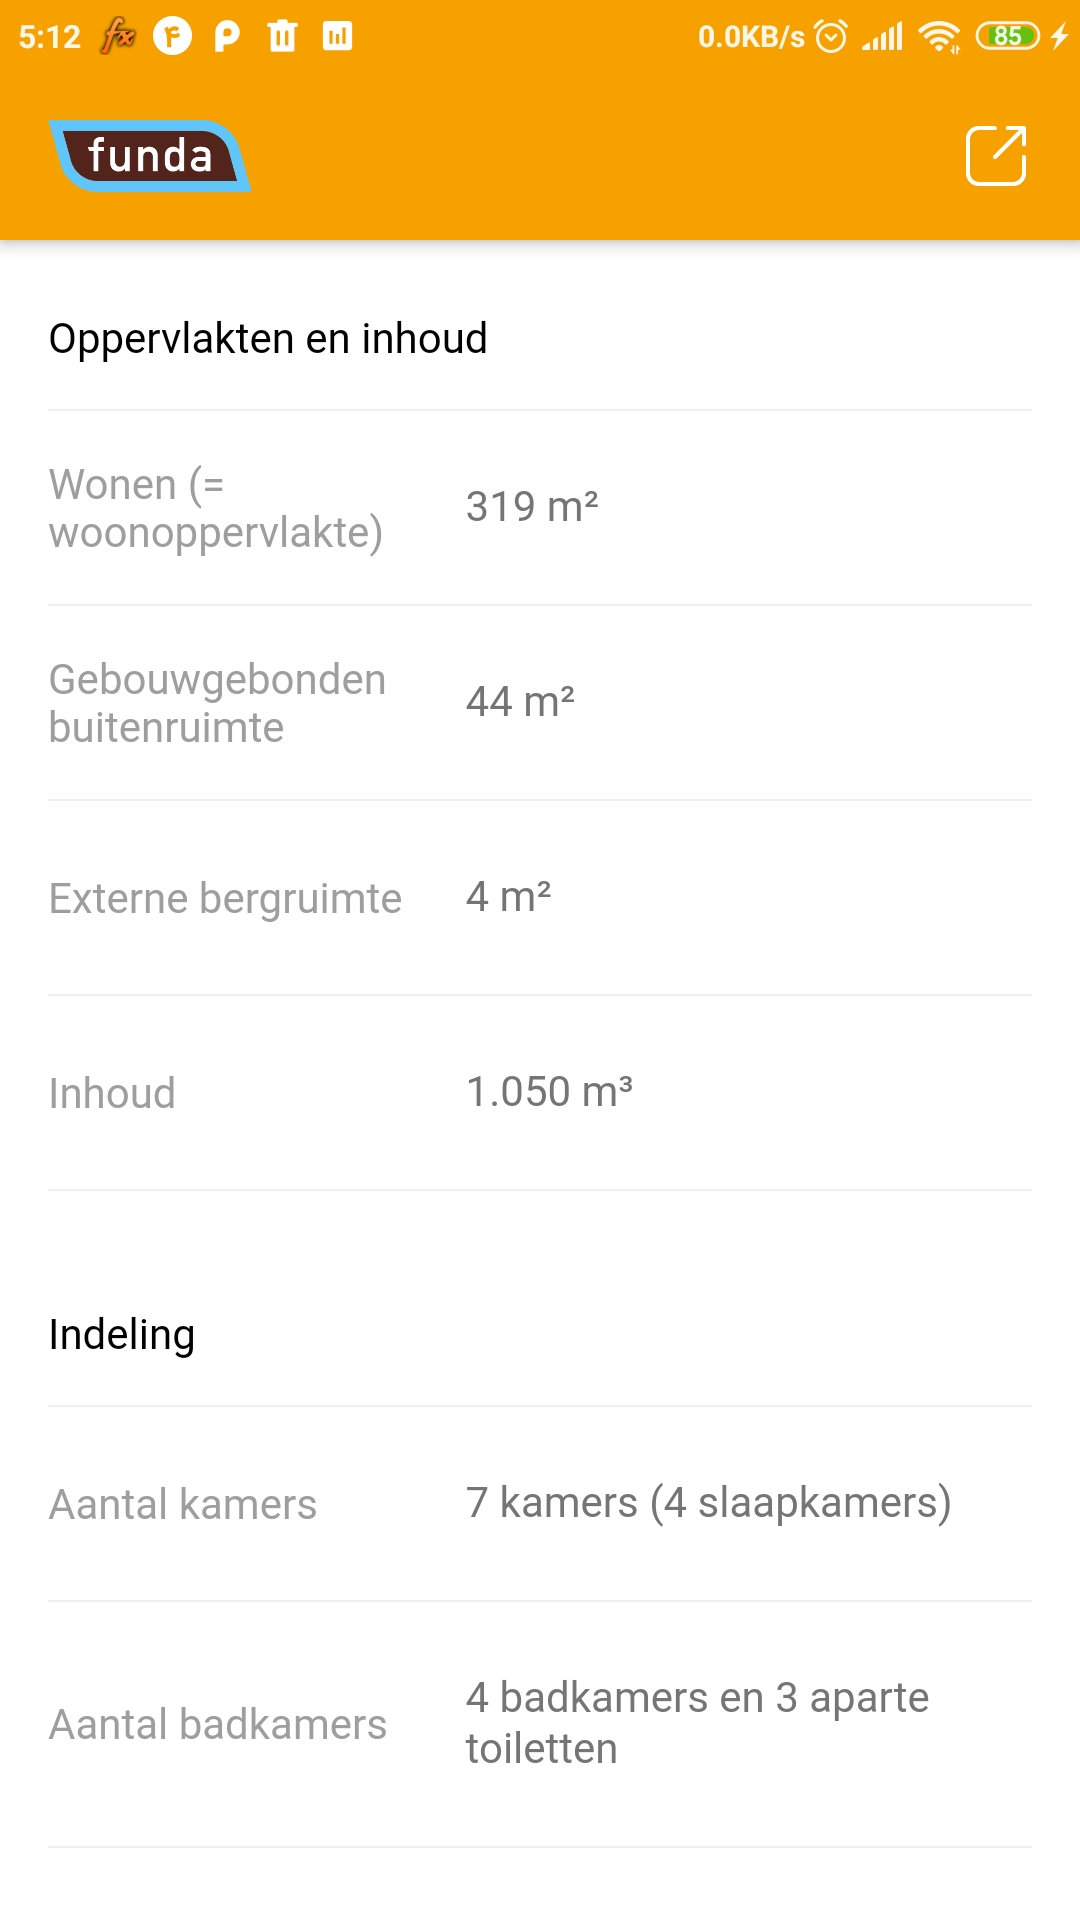 5:12
0.0KB/s
85
funda
Oppervlakten en inhoud
Wonen (=
woonoppervlakte)
319 m²
Gebouwgebonden
buitenruimte
44 m²
Externe bergruimte
4 m²
Inhoud
1.050 m³
Indeling
Aantal kamers
7 kamers (4 slaapkamers)
Aantal badkamers
4 badkamers en 3 aparte
toiletten